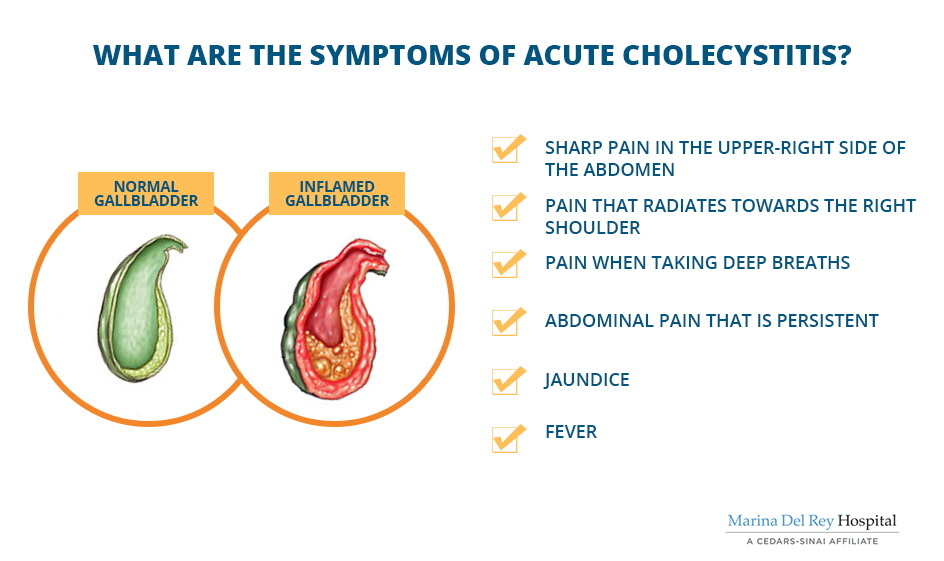 WHAT ARE THE SYMPTOMS OF ACUTE CHOLECYSTITIS?
NORMAL
GALLBLADDER
INFLAMED
GALLBLADDER
SHARP PAIN IN THE UPPER-RIGHT SIDE OF
THE ABDOMEN
PAIN THAT RADIATES TOWARDS THE RIGHT
SHOULDER
PAIN WHEN TAKING DEEP BREATHS
ABDOMINAL PAIN THAT IS PERSISTENT
JAUNDICE
FEVER
Marina Del Rey Hospital
A CEDARS-SINAI AFFILIATE